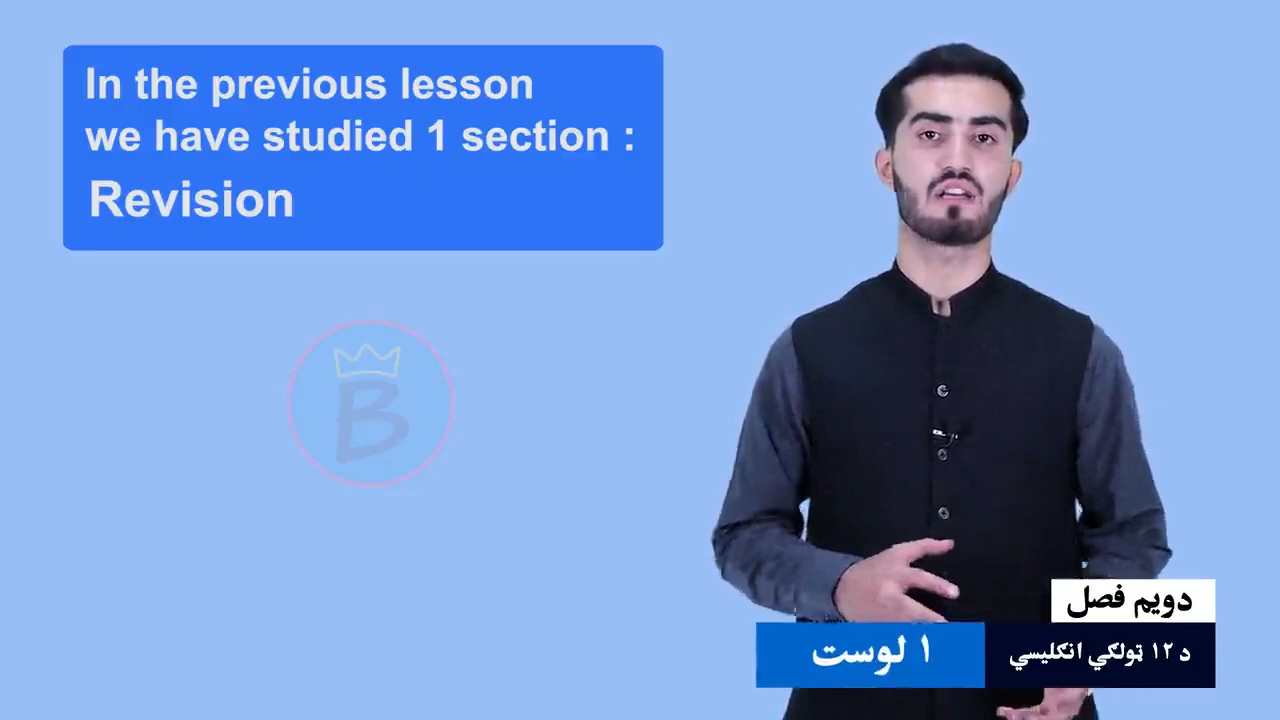 In the previous lesson
we have studied 1 section :
Revision
B
دویم فصل
د ۱۲ ټولګي انګلیسي
۱ لوست